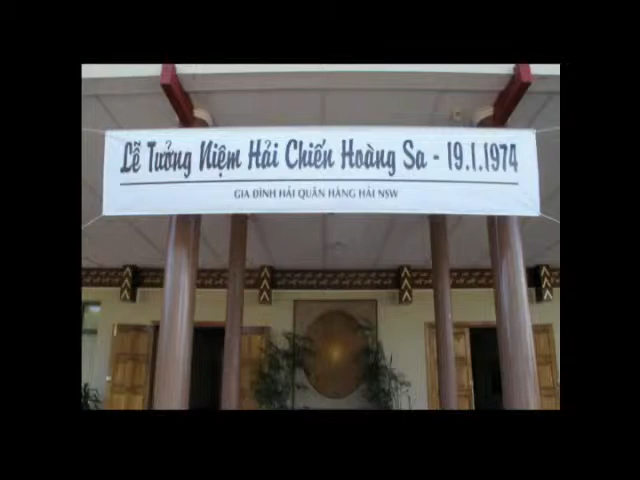 Lễ Tưởng Niệm Hải Chiến Hoàng Sa - 19.1.1974
GIA ĐÌNH HẢI QUÂN HÀNG HẢI NSW